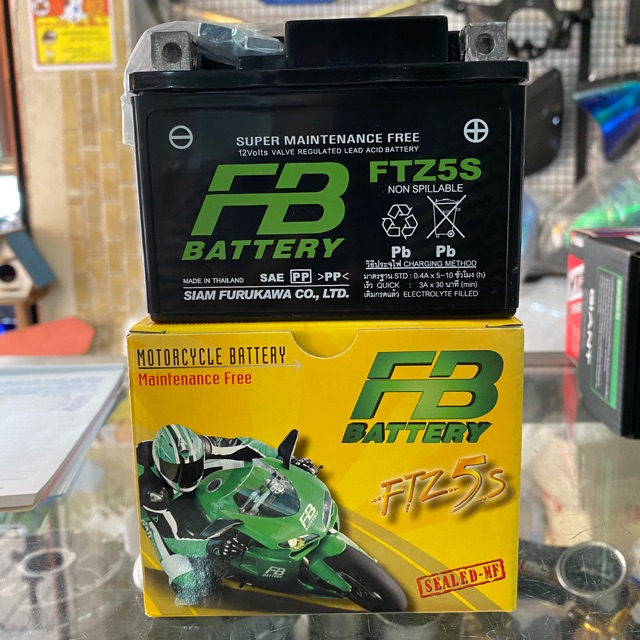 SUPER MAINTENANCE FREE
12Volts VALVE REGULATED LEAD ACID BATTERY
FB
BATTERY
FTZ5S
NON SPILLABLE
Pb Pb
วิธีประจุไฟ CHARGING METHOD
มาตรฐาน STD : 0.4A x 5~10 ชั่วโมง (h)
เร็ว QUICK : 3A x 30 นาที (min)
เติมกรดแล้ว ELECTROLYTE FILLED
MADE IN THAILAND
SAE PP >PP<
SIAM FURUKAWA CO., LTD.
MOTORCYCLE BATTERY
Maintenance Free
FB
BATTERY
FTZ5S
SEALED-MF
FB
FB
BATTERY
GIANT